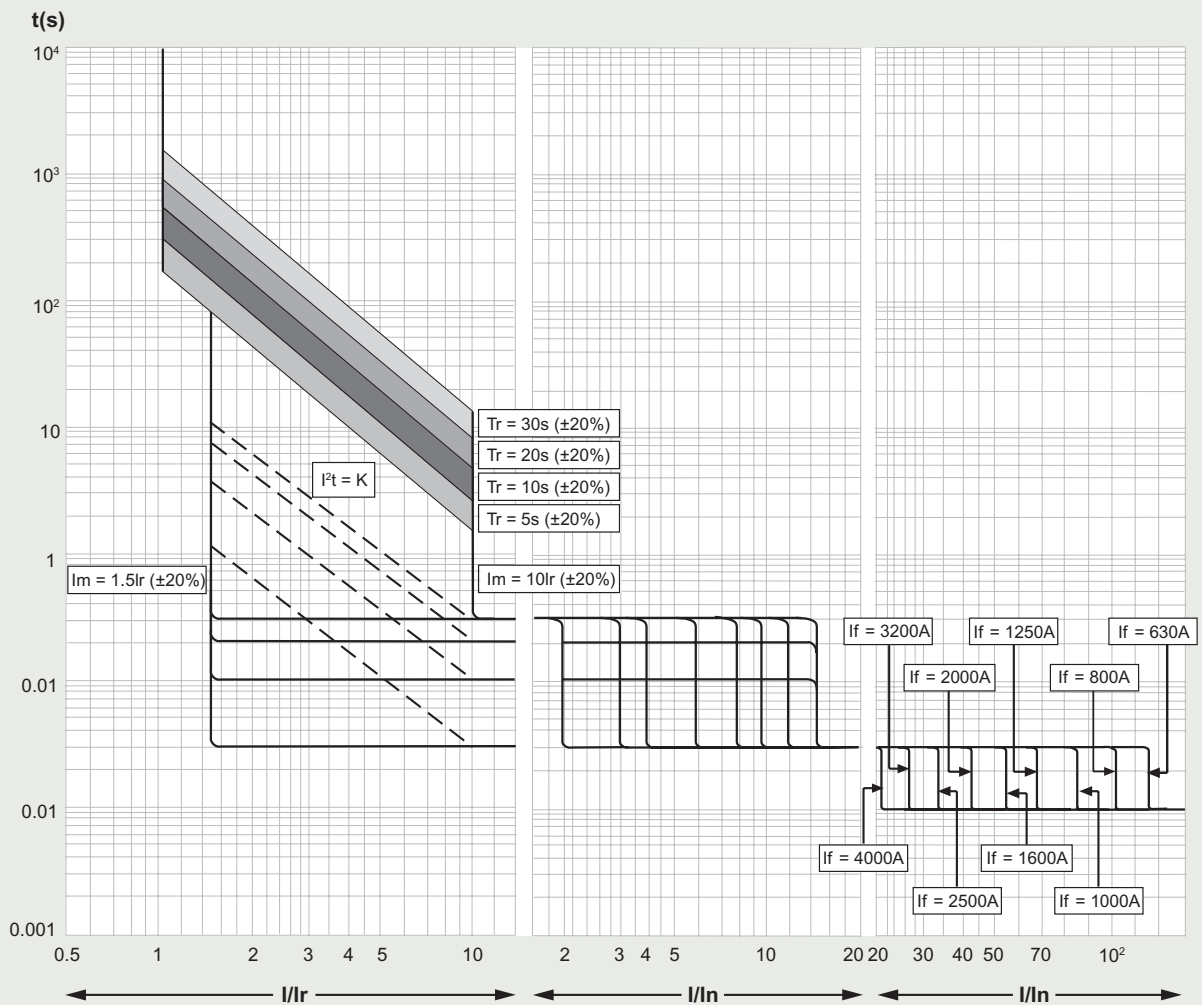 t(s)
10⁴
10³
10²
10
1
0.01
0.01
0.001
Tr = 30s (±20%)
Tr = 20s (±20%)
Tr = 10s (±20%)
Tr = 5s (±20%)
I²t = K
Im = 1.5Ir (±20%)
Im = 10Ir (±20%)
If = 3200A
If = 1250A
If = 630A
If = 2000A
If = 800A
If = 4000A
If = 1600A
If = 2500A
If = 1000A
0.5 1 2 3 4 5 10 2 3 4 5 10 20 20 30 40 50 70 10²
I/Ir I/In I/In